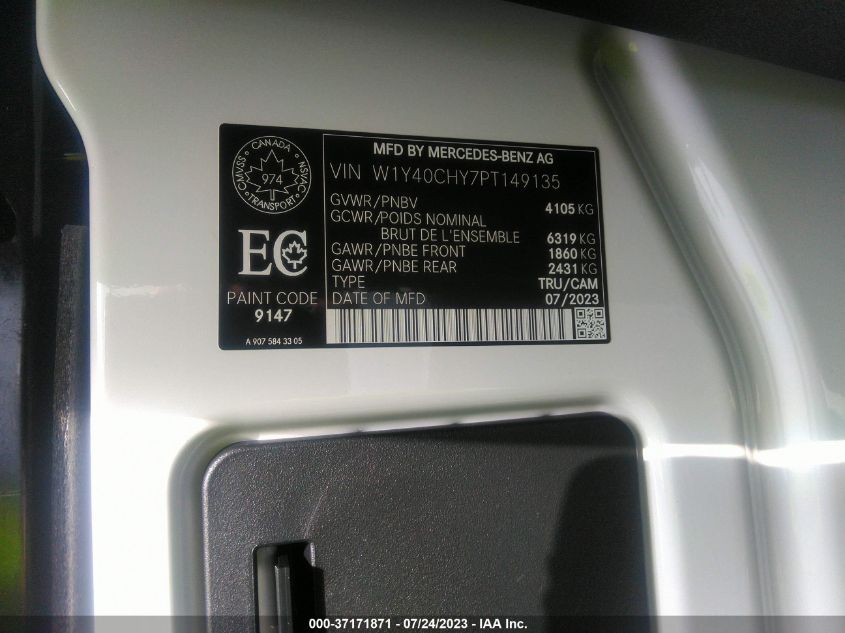 CANADA
CMVSS NSVAC
974
TRANSPORT
EC
PAINT CODE
9147
A 907 584 33 05
MFD BY MERCEDES-BENZ AG
VIN W1Y40CHY7PT149135
GVWR/PNBV 4105 KG
GCWR/POIDS NOMINAL
BRUT DE L'ENSEMBLE 6319 KG
GAWR/PNBE FRONT 1860 KG
GAWR/PNBE REAR 2431 KG
TYPE TRU/CAM
DATE OF MFD 07/2023
000-37171871 - 07/24/2023 - IAA Inc.